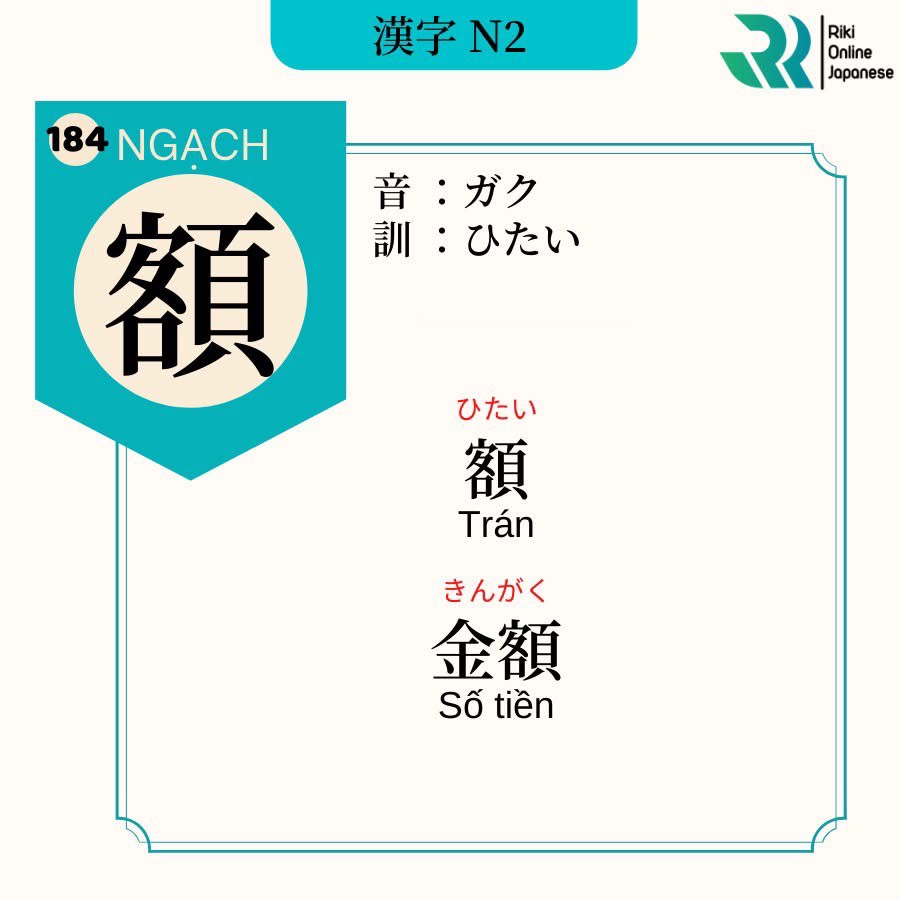 漢字 N2
Riki
Online
Japanese
184 NGẠCH
額
音 : ガク
訓 : ひたい
ひたい
額
Trán
きんがく
金額
Số tiền